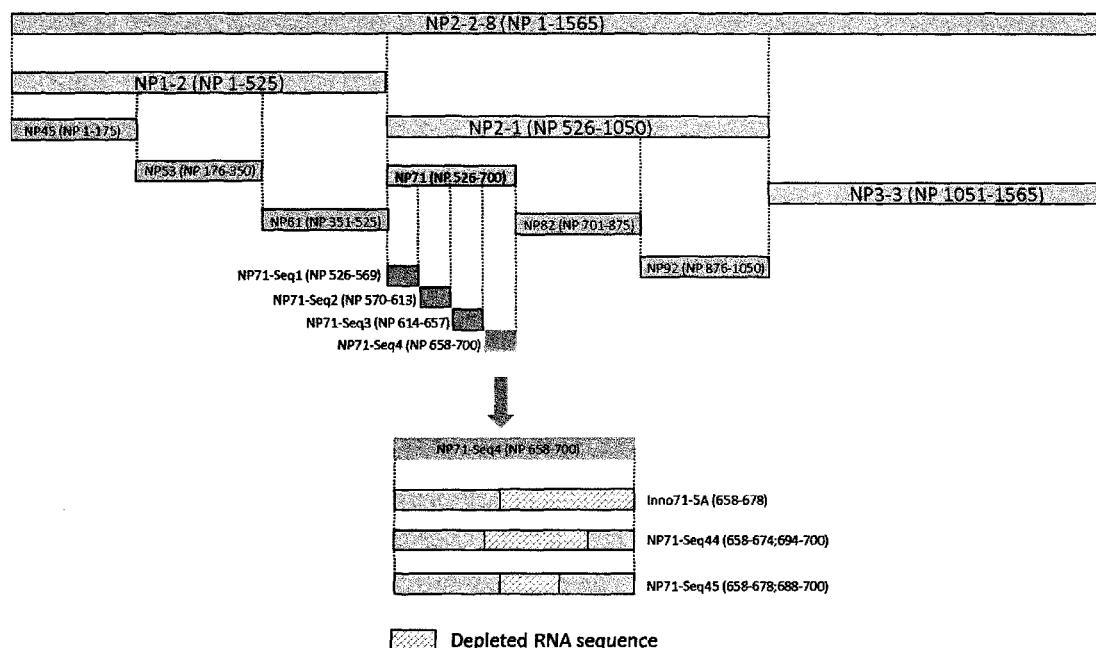 NP2-2-8 (NP 1-1565)
NP1-2 (NP 1-525)
NP45 (NP 1-175)
NP2-1 (NP 526-1050)
NP53 (NP 176-350)
NP71 (NP 526-700)
NP3-3 (NP 1051-1565)
NP61 (NP 351-525)
NP82 (NP 701-875)
NP92 (NP 876-1050)
NP71-Seq1 (NP 526-569)
NP71-Seq2 (NP 570-613)
NP71-Seq3 (NP 614-657)
NP71-Seq4 (NP 658-700)
NP71-Seq4 (NP 658-700)
Inno71-5A (658-678)
NP71-Seq44 (658-674;694-700)
NP71-Seq45 (658-678;688-700)
Depleted RNA sequence